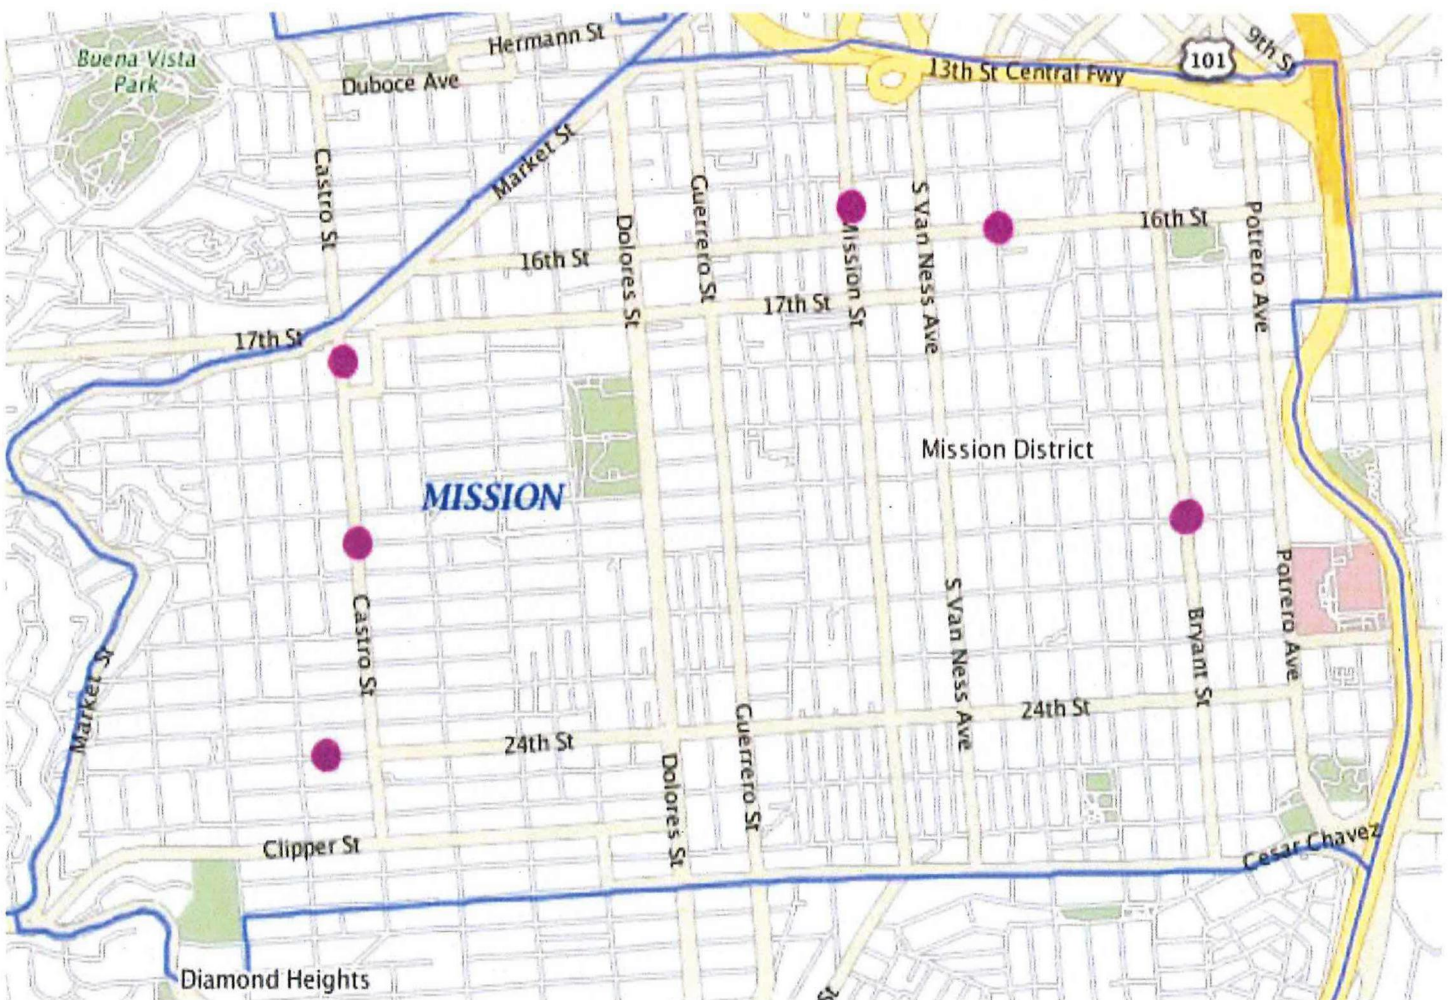 Hermann St
9th St
Buena Vista
Park
101
13th St Central Fwy
Duboce Ave
Market St
Castro St
Guerrero St
S Van Ness Ave
Potrero Ave
16th St
Dolores St
Mission St
16th St
17th St
17th St
Mission District
MISSION
Potrero Ave
S Van Ness Ave
Castro St
Bryant St
Market St
24th St
Guerrero St
24th St
Dolores St
Clipper St
Cesar Chavez
Diamond Heights